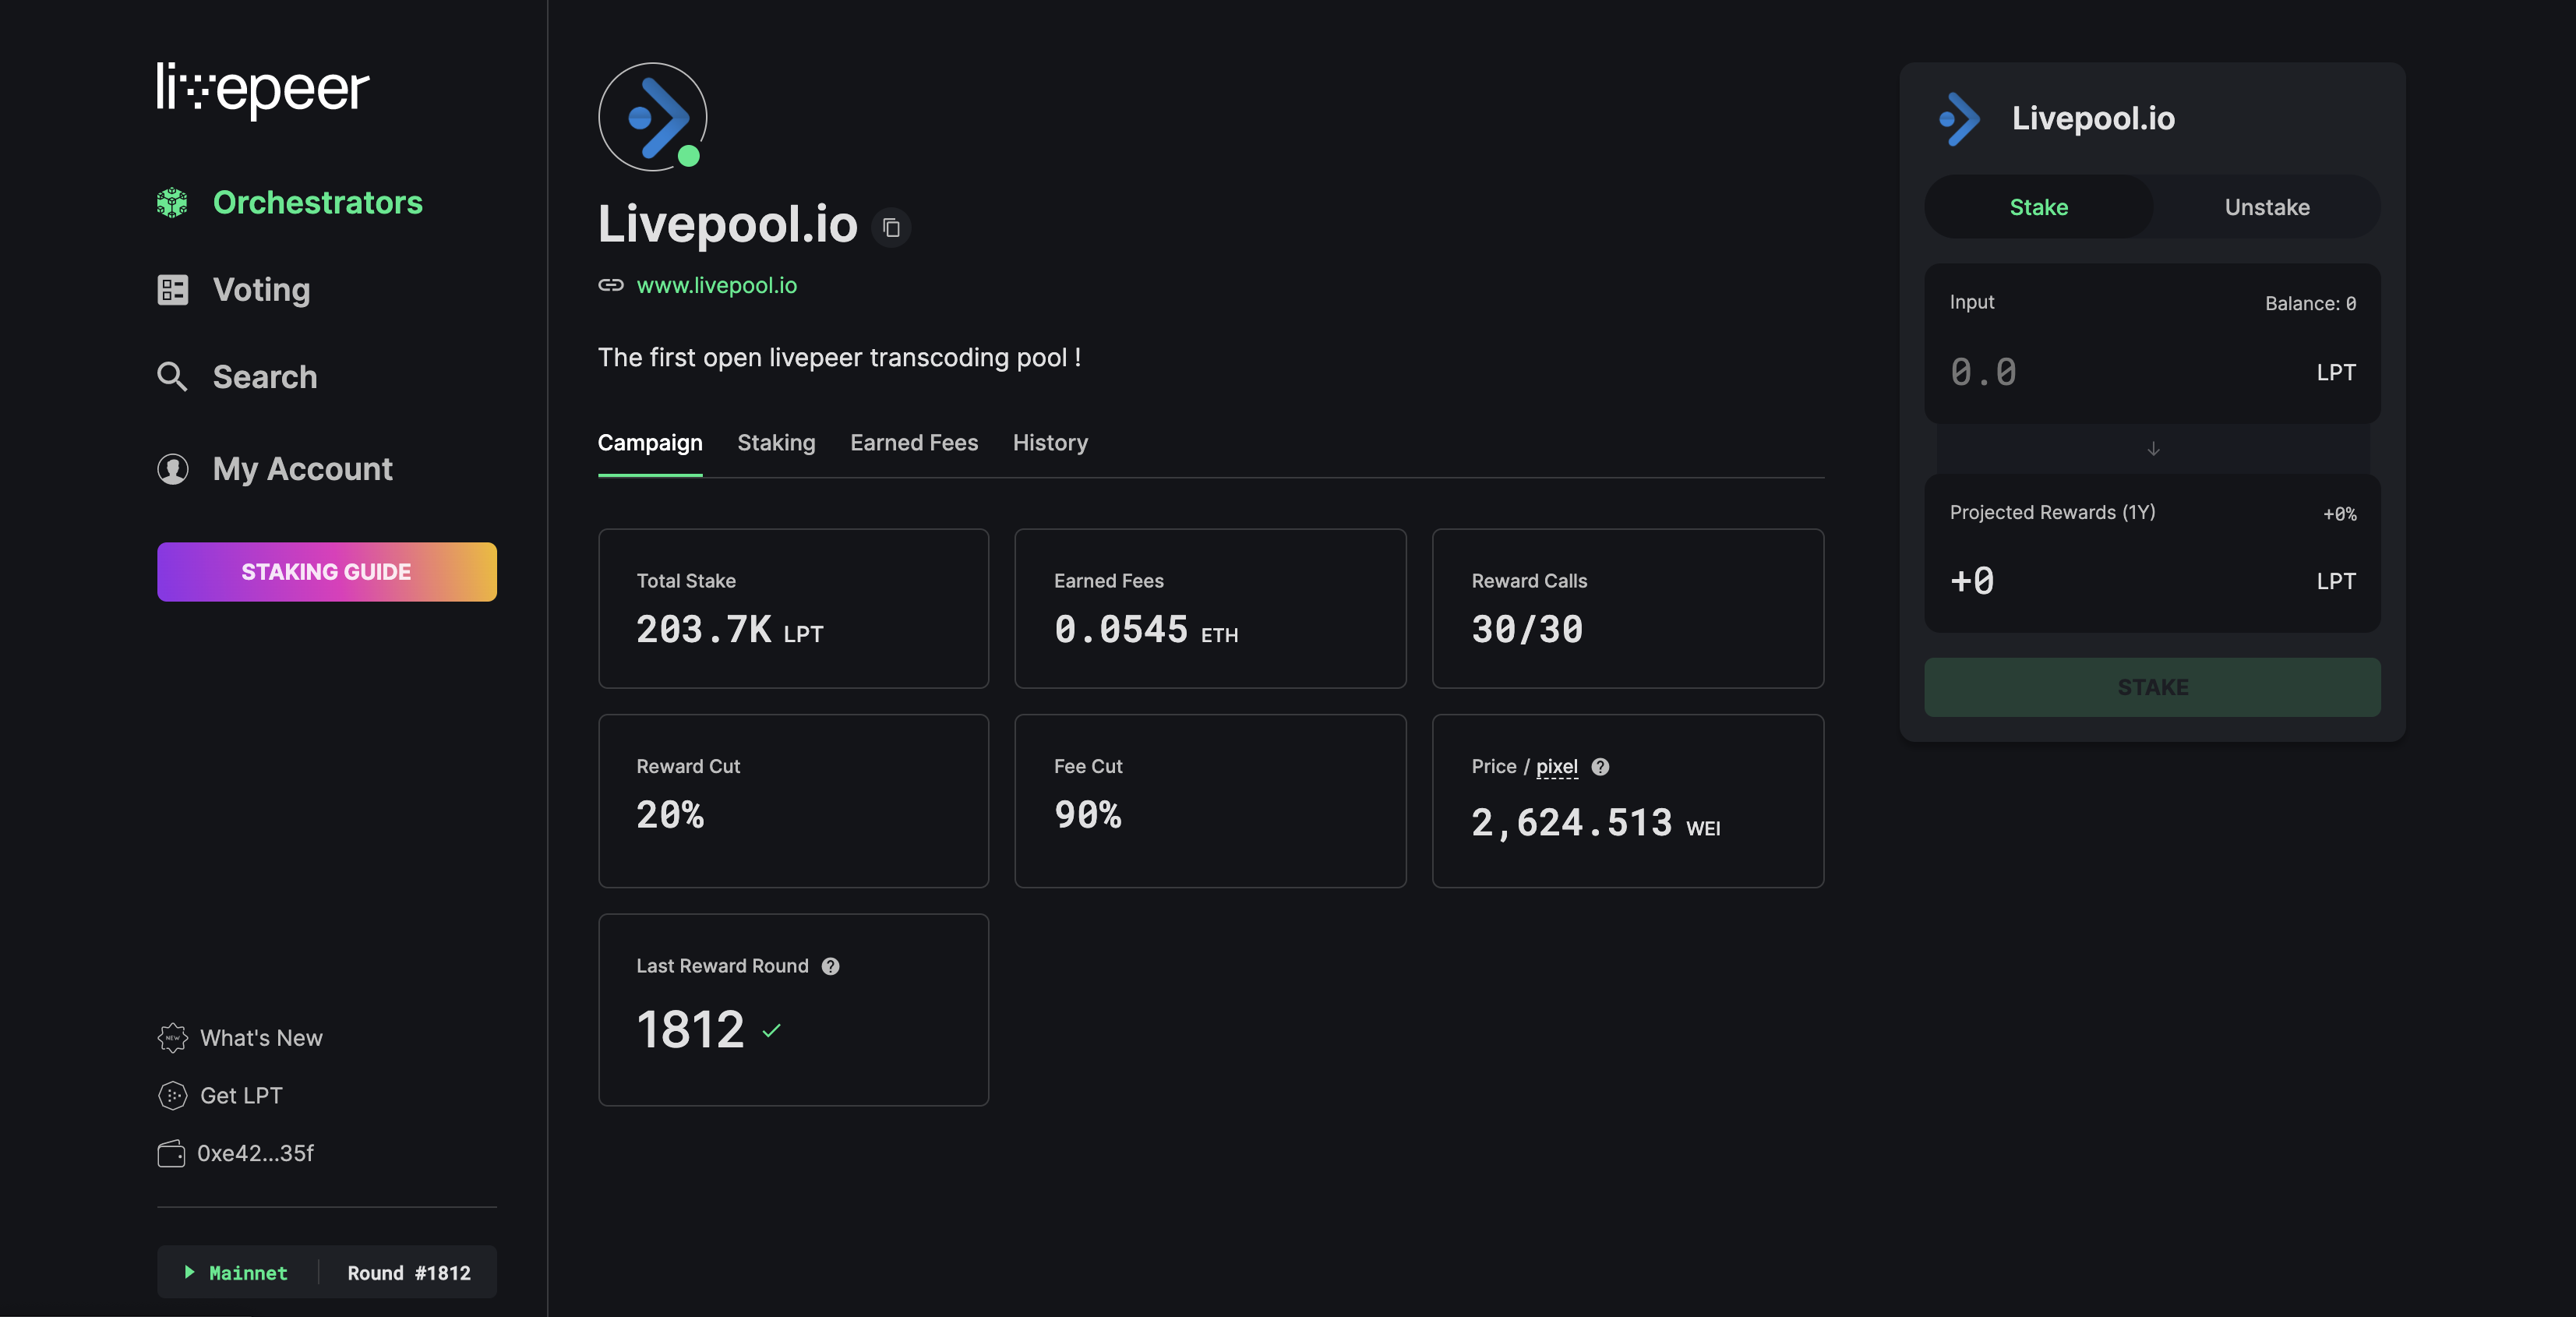 livepeer
Orchestrators
Voting
Search
My Account
STAKING GUIDE
What's New
Get LPT
0xe42...35f
Mainnet
Round #1812
Livepool.io
www.livepool.io
The first open livepeer transcoding pool !
Campaign
Staking
Earned Fees
History
Total Stake
203.7K LPT
Earned Fees
0.0545 ETH
Reward Calls
30/30
Reward Cut
20%
Fee Cut
90%
Price / pixel
2,624.513 WEI
Last Reward Round
1812
Livepool.io
Stake
Unstake
Input
Balance: 0
0.0
LPT
Projected Rewards (1Y)
+0%
+0
LPT
STAKE